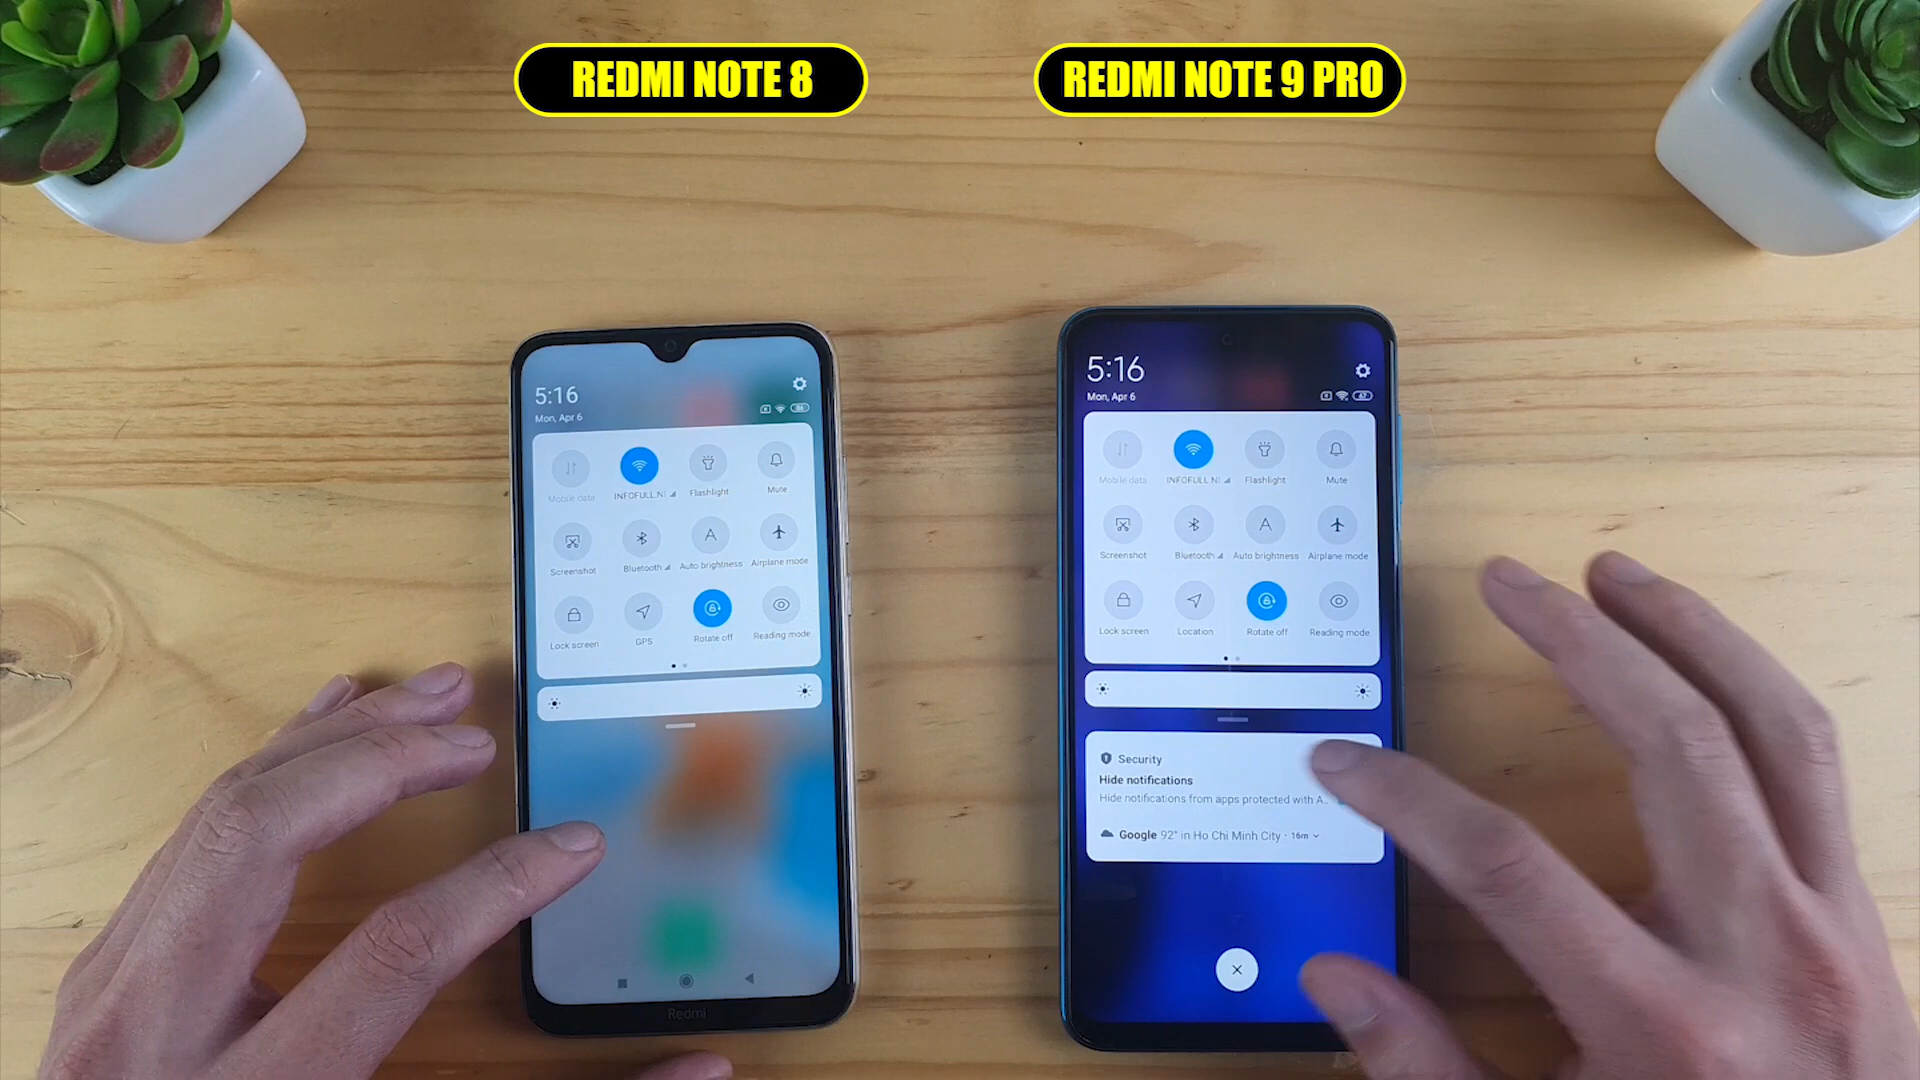 REDMI NOTE 8
REDMI NOTE 9 PRO
5:16
Mon, Apr 6
Mobile data
INFOFULL.N
Flashlight
Mute
Screenshot
Bluetooth
Auto brightness
Airplane mode
Lock screen
GPS
Rotate off
Reading mode
Redmi
5:16
Mon, Apr 6
67
Mobile data
INFOFULL.N
Flashlight
Mute
Screenshot
Bluetooth
Auto brightness
Airplane mode
Lock screen
Location
Rotate off
Reading mode
Security
Hide notifications
Hide notifications from apps protected with A..
Google 92° in Ho Chi Minh City · 16m